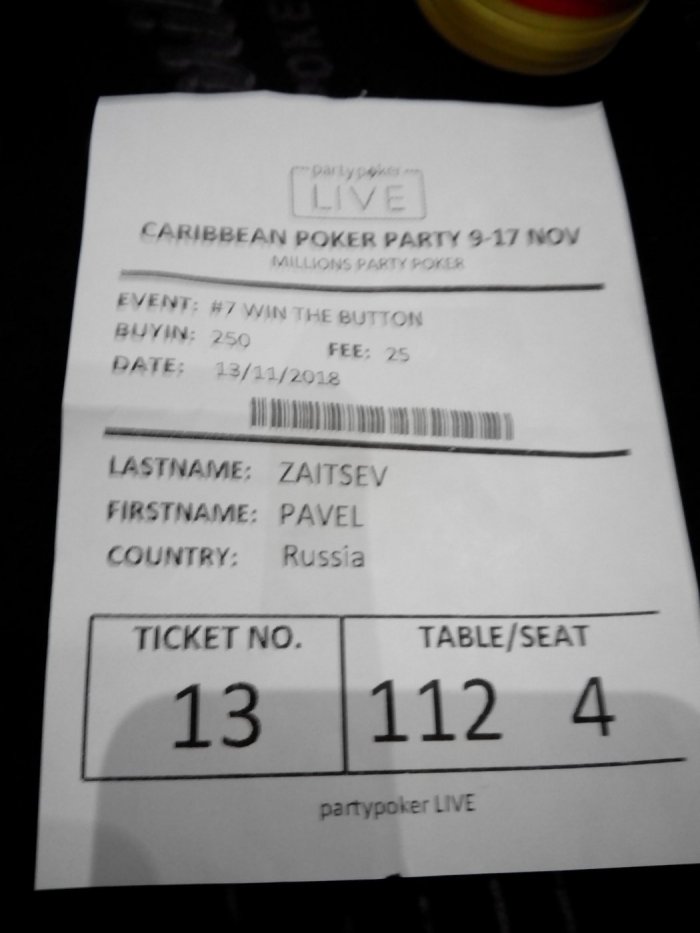 partypoker
LIVE
CARIBBEAN POKER PARTY 9-17 NOV
MILLIONS PARTY POKER
EVENT: #7 WIN THE BUTTON
BUYIN: 250 FEE: 25
DATE: 13/11/2018
LASTNAME: ZAITSEV
FIRSTNAME: PAVEL
COUNTRY: Russia
TICKET NO. TABLE/SEAT
13 112 4
partypoker LIVE